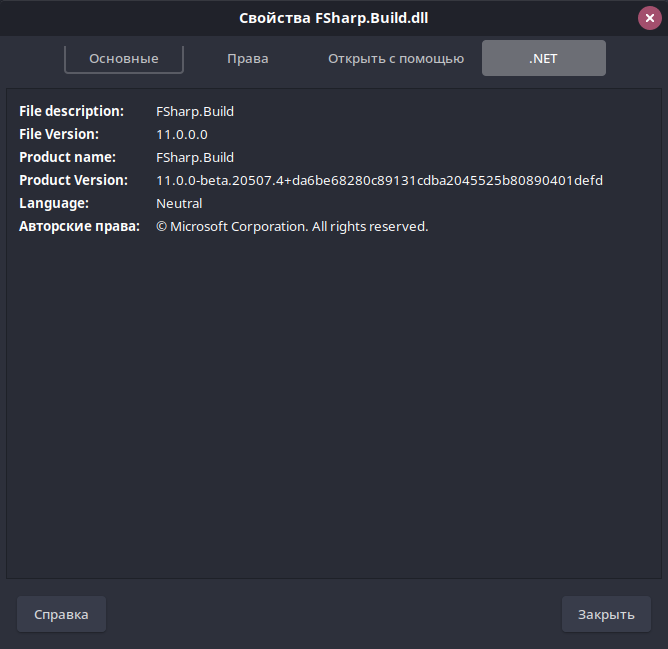 Свойства FSharp.Build.dll
Основные Права Открыть с помощью .NET
File description: FSharp.Build
File Version: 11.0.0.0
Product name: FSharp.Build
Product Version: 11.0.0-beta.20507.4+da6be68280c89131cdba2045525b80890401defd
Language: Neutral
Авторские права: © Microsoft Corporation. All rights reserved.
Справка Закрыть